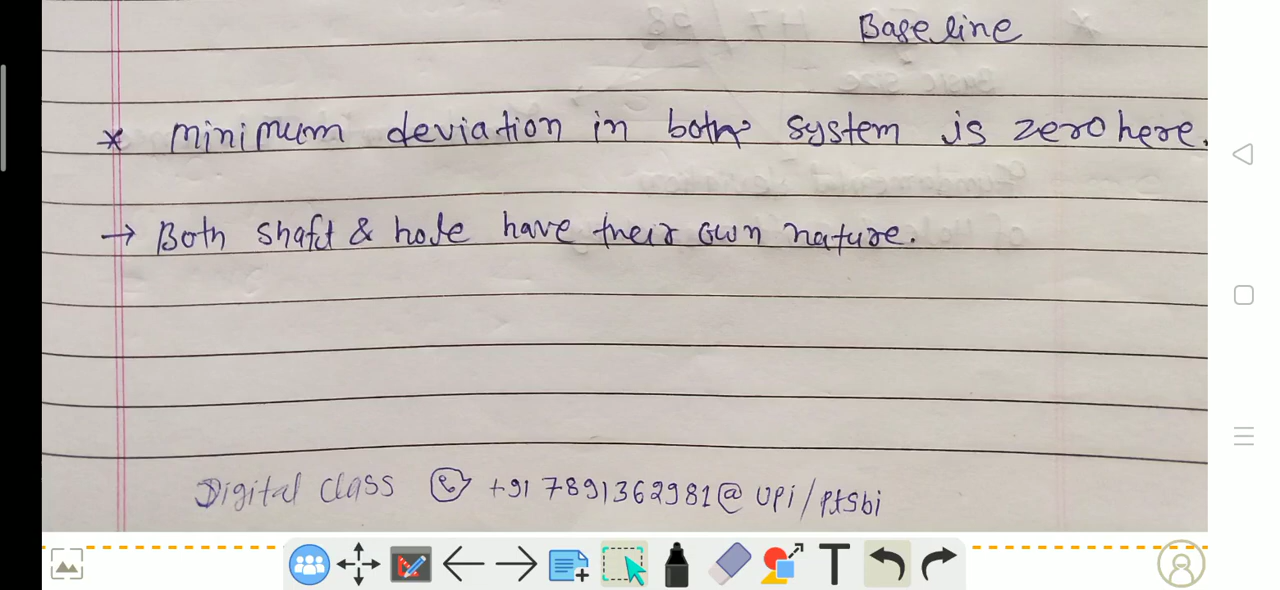 Base line
* minimum deviation in both system is zero here.
→ Both shaft & hole have their own nature.
Digital class +91 7891362981@ upi/ptsbi
T